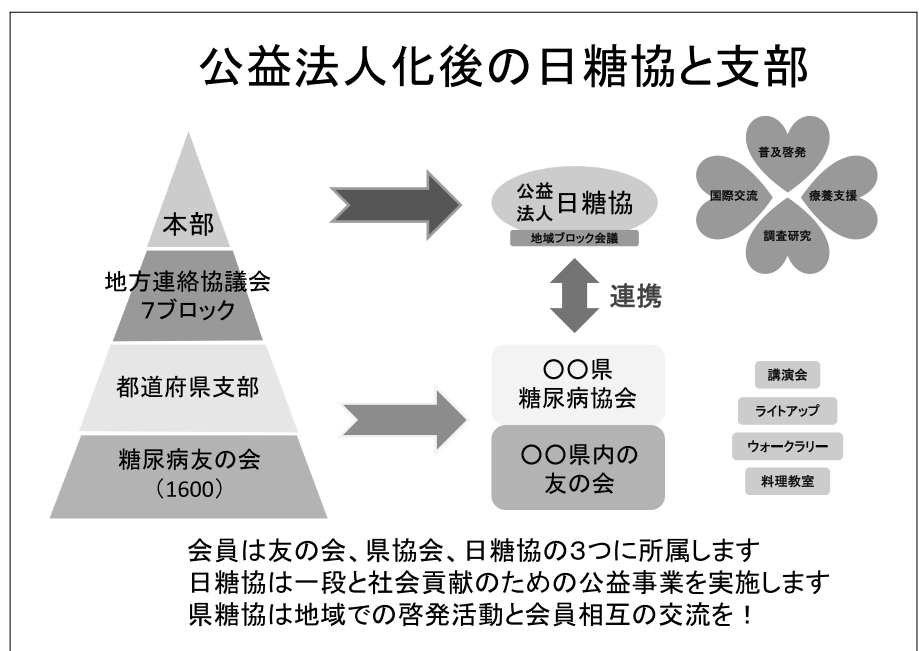 公益法人化後の日糖協と支部
本部
地方連絡協議会
7ブロック
都道府県支部
糖尿病友の会
（1600）
公益
法人
日糖協
地域ブロック会議
連携
〇〇県
糖尿病協会
〇〇県内の
友の会
普及啓発
国際交流
療養支援
調査研究
講演会
ライトアップ
ウォークラリー
料理教室
会員は友の会、県協会、日糖協の3つに所属します
日糖協は一段と社会貢献のための公益事業を実施します
県糖協は地域での啓発活動と会員相互の交流を！